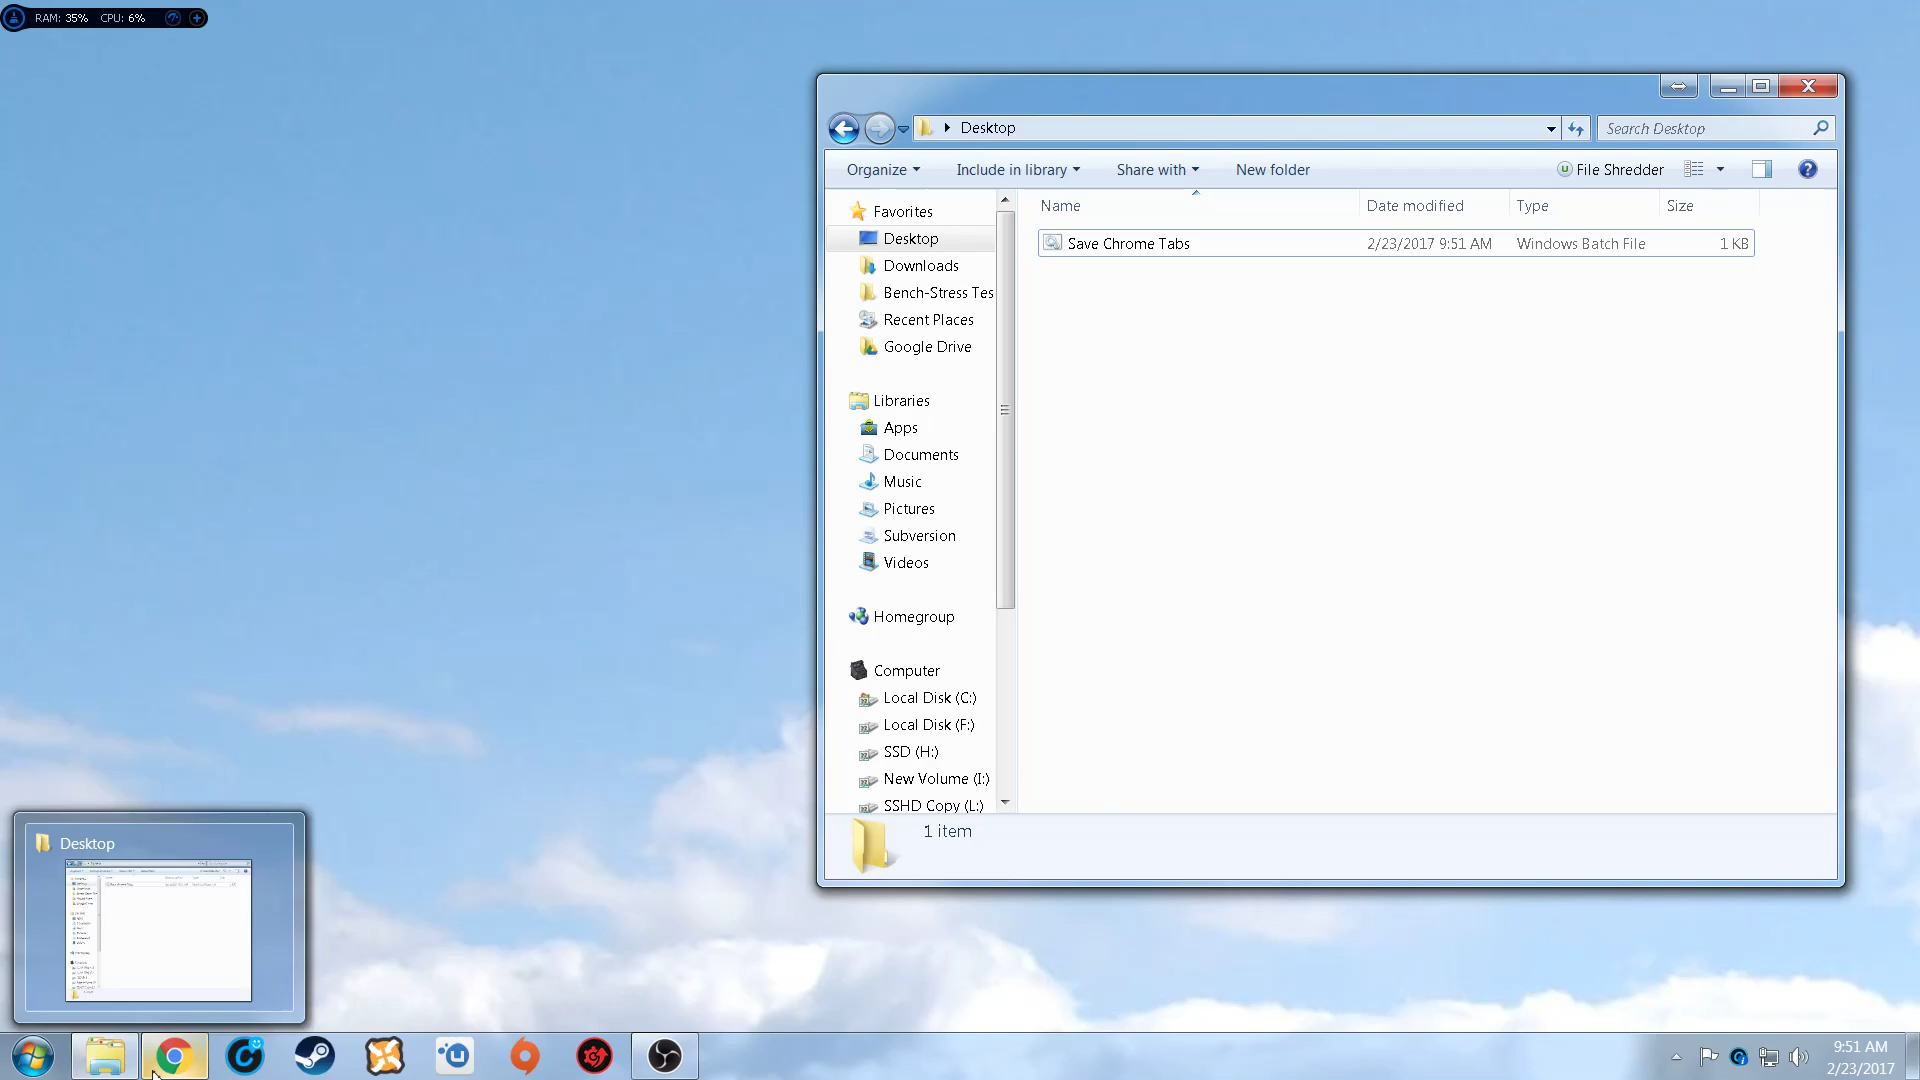 RAM: 35% CPU: 6%
Desktop
Search Desktop
Organize
Include in library
Share with
New folder
File Shredder
Name
Date modified
Type
Size
Save Chrome Tabs
2/23/2017 9:51 AM
Windows Batch File
1 KB
Favorites
Desktop
Downloads
Bench-Stress Tes
Recent Places
Google Drive
Libraries
Apps
Documents
Music
Pictures
Subversion
Videos
Homegroup
Computer
Local Disk (C:)
Local Disk (F:)
SSD (H:)
New Volume (I:)
SSHD Copy (L:)
1 item
Desktop
9:51 AM
2/23/2017